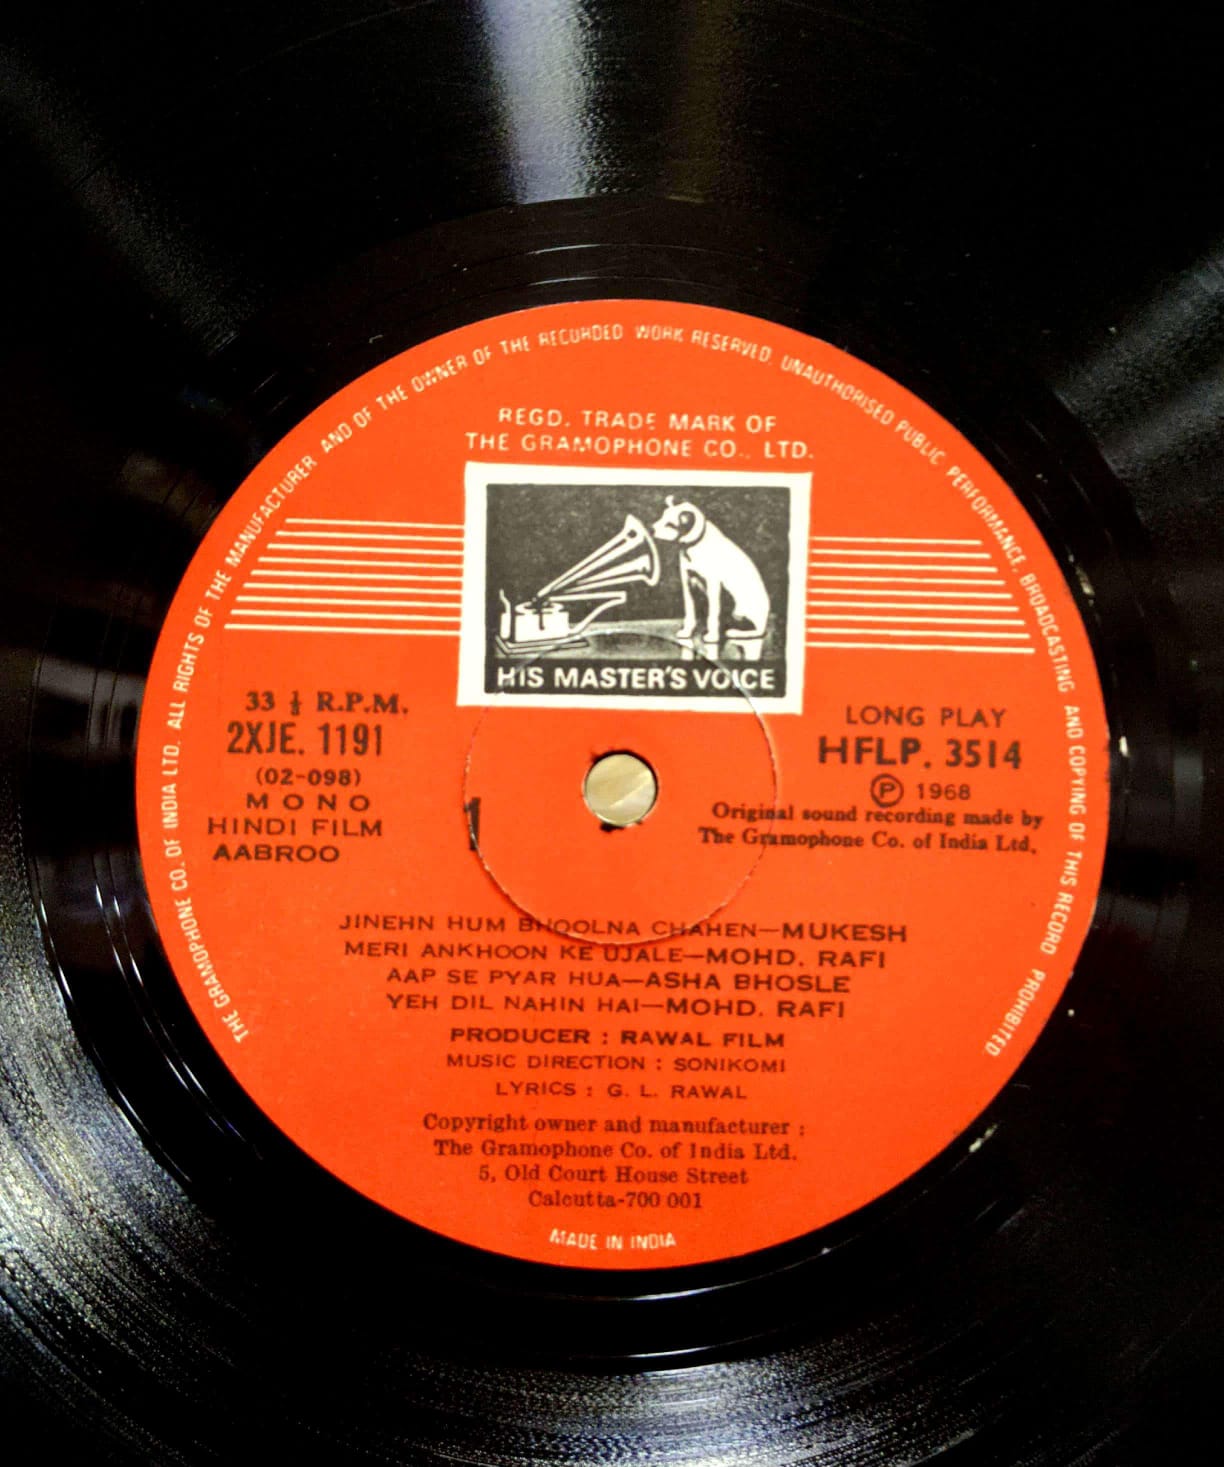 THE GRAMOPHONE CO. OF INDIA LTD. ALL RIGHTS OF THE MANUFACTURER AND OF THE OWNER OF THE RECORDED WORK RESERVED. UNAUTHORISED PUBLIC PERFORMANCE, BROADCASTING AND COPYING OF THIS RECORD PROHIBITED.
REGD. TRADE MARK OF
THE GRAMOPHONE CO., LTD.
HIS MASTER'S VOICE
33 ⅓ R.P.M.
2XJE. 1191
(02-098)
MONO
HINDI FILM
AABROO
1
LONG PLAY
HFLP. 3514
Ⓟ 1968
Original sound recording made by
The Gramophone Co. of India Ltd.
JINEHN HUM BHOOLNA CHAHEN—MUKESH
MERI ANKHOON KE UJALE—MOHD. RAFI
AAP SE PYAR HUA—ASHA BHOSLE
YEH DIL NAHIN HAI—MOHD. RAFI
PRODUCER : RAWAL FILM
MUSIC DIRECTION : SONIKOMI
LYRICS : G. L. RAWAL
Copyright owner and manufacturer :
The Gramophone Co. of India Ltd.
5, Old Court House Street
Calcutta-700 001
MADE IN INDIA